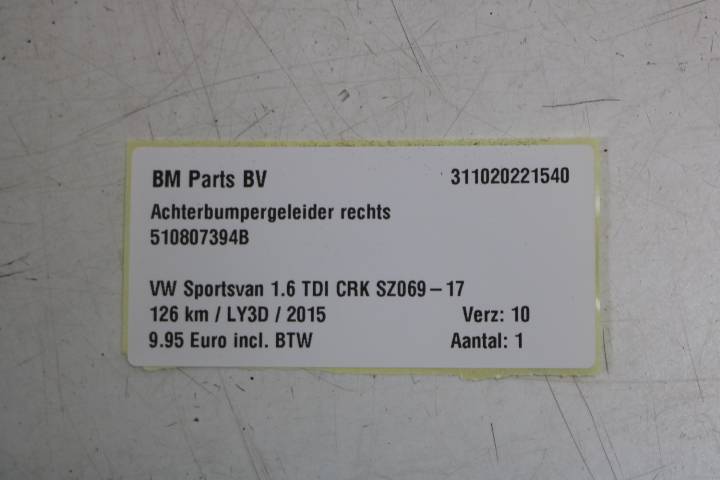 BM Parts BV 311020221540
Achterbumpergeleider rechts
510807394B
VW Sportsvan 1.6 TDI CRK SZ069-17
126 km / LY3D / 2015 Verz: 10
9.95 Euro incl. BTW Aantal: 1